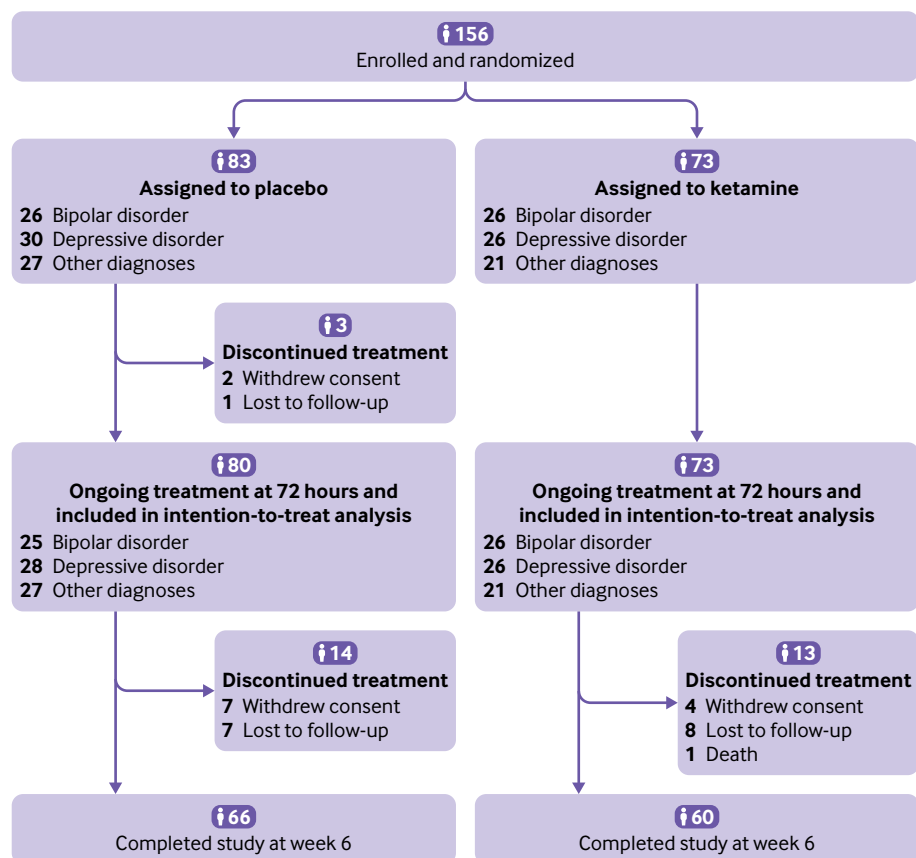 156
Enrolled and randomized
83
Assigned to placebo
26 Bipolar disorder
30 Depressive disorder
27 Other diagnoses
73
Assigned to ketamine
26 Bipolar disorder
26 Depressive disorder
21 Other diagnoses
3
Discontinued treatment
2 Withdrew consent
1 Lost to follow-up
80
Ongoing treatment at 72 hours and
included in intention-to-treat analysis
25 Bipolar disorder
28 Depressive disorder
27 Other diagnoses
73
Ongoing treatment at 72 hours and
included in intention-to-treat analysis
26 Bipolar disorder
26 Depressive disorder
21 Other diagnoses
14
Discontinued treatment
7 Withdrew consent
7 Lost to follow-up
13
Discontinued treatment
4 Withdrew consent
8 Lost to follow-up
1 Death
66
Completed study at week 6
60
Completed study at week 6